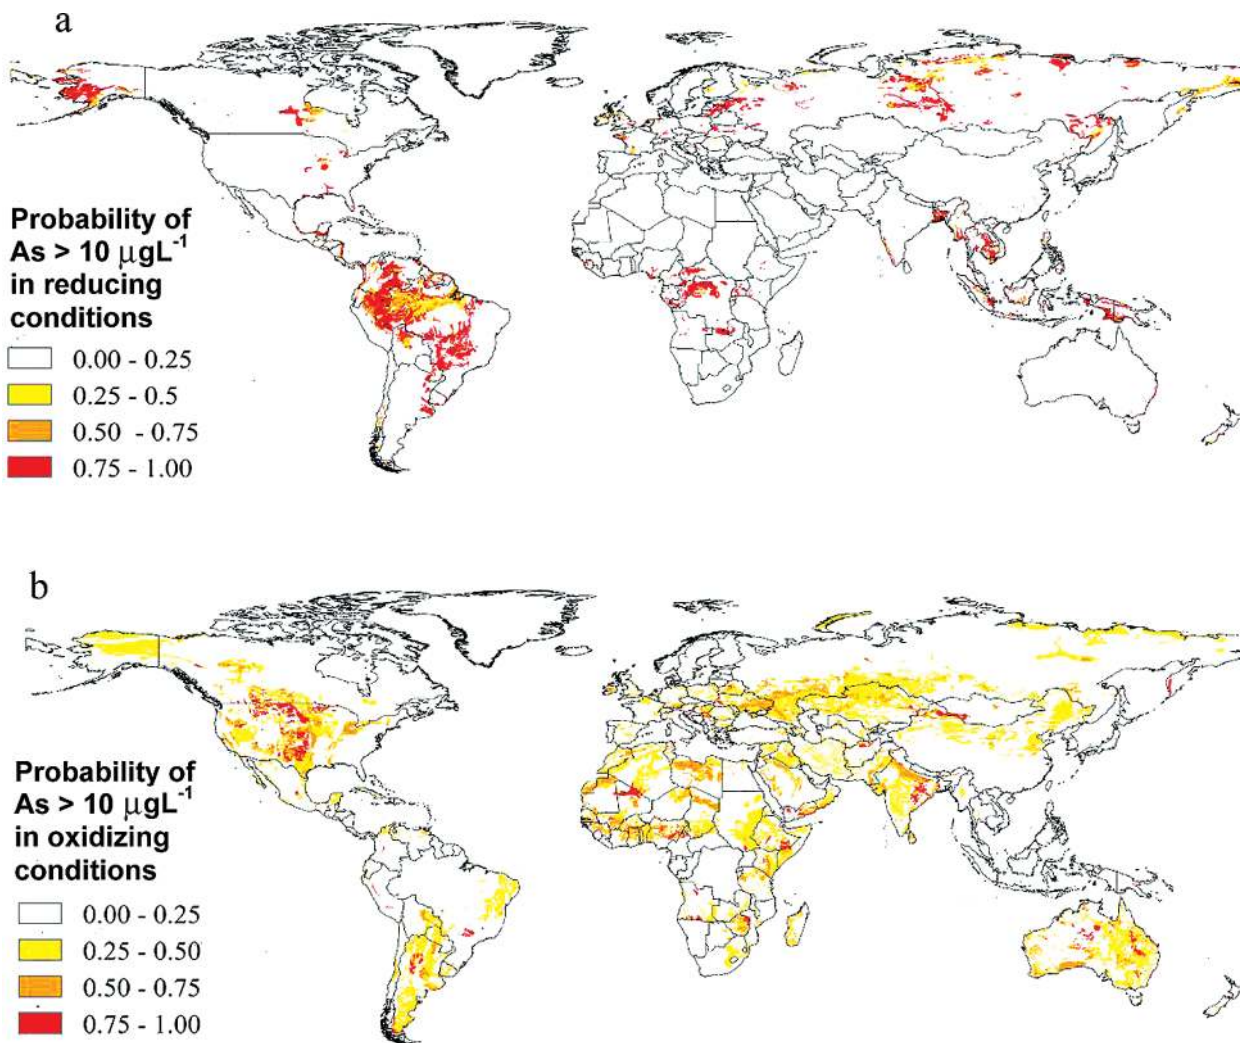 a
Probability of
As > 10 μgL⁻¹
in reducing
conditions
0.00 - 0.25
0.25 - 0.5
0.50 - 0.75
0.75 - 1.00
b
Probability of
As > 10 μgL⁻¹
in oxidizing
conditions
0.00 - 0.25
0.25 - 0.50
0.50 - 0.75
0.75 - 1.00